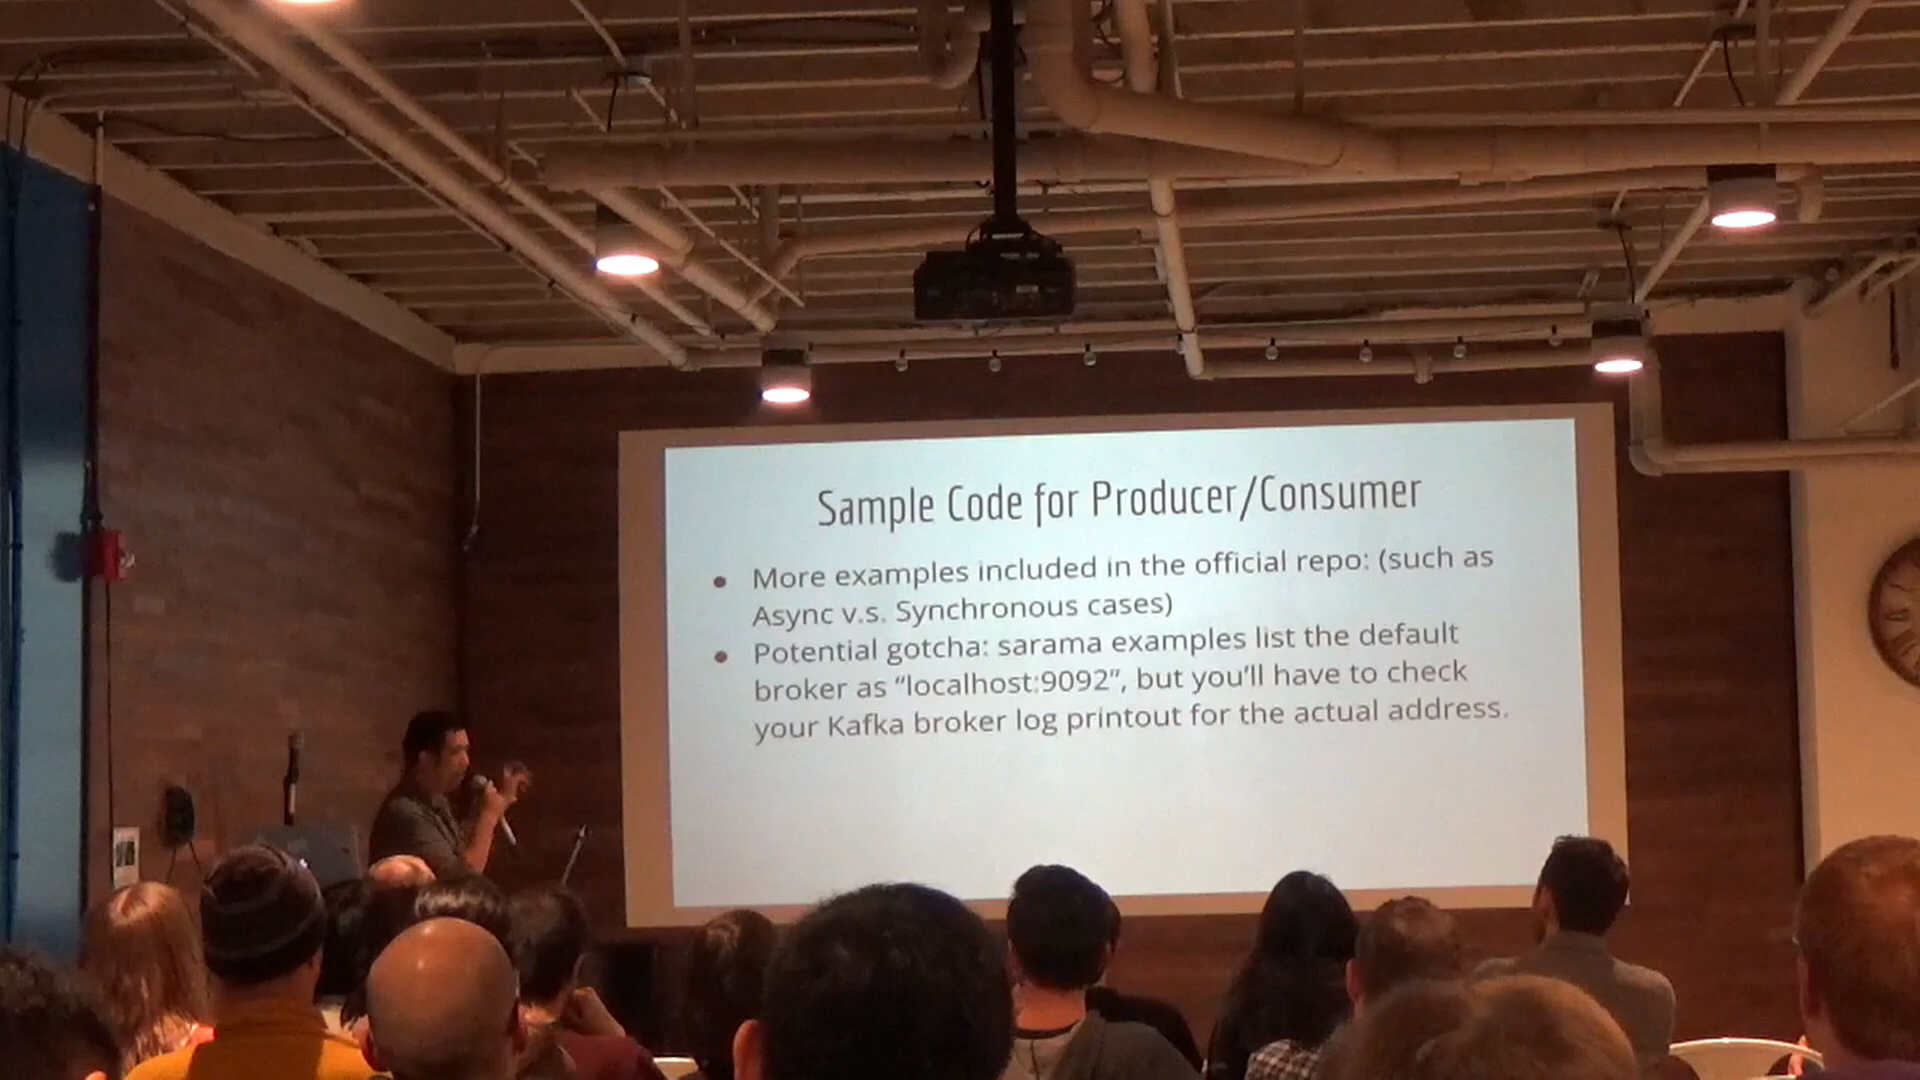 Sample Code for Producer/Consumer
● More examples included in the official repo: (such as
Async v.s. Synchronous cases)
● Potential gotcha: sarama examples list the default
broker as “localhost:9092”, but you’ll have to check
your Kafka broker log printout for the actual address.